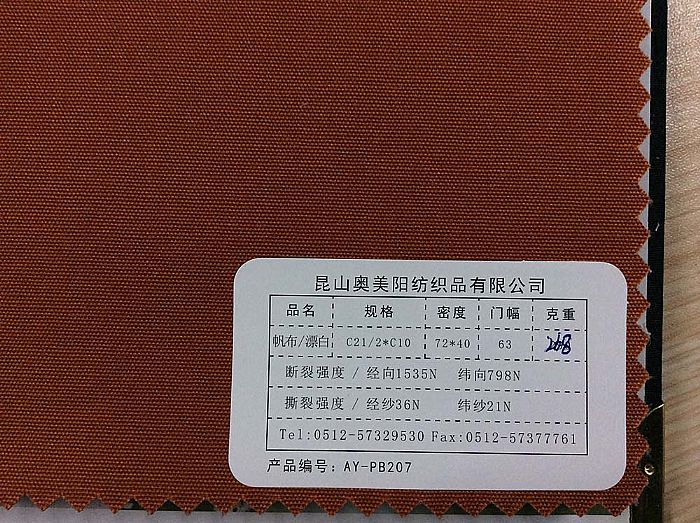 昆山奥美阳纺织品有限公司
品名 规格 密度 门幅 克重
帆布/漂白 C21/2*C10 72*40 63 268
断裂强度 / 经向1535N 纬向798N
撕裂强度 / 经纱36N 纬纱21N
Tel:0512-57329530 Fax:0512-57377761
产品编号: AY-PB207